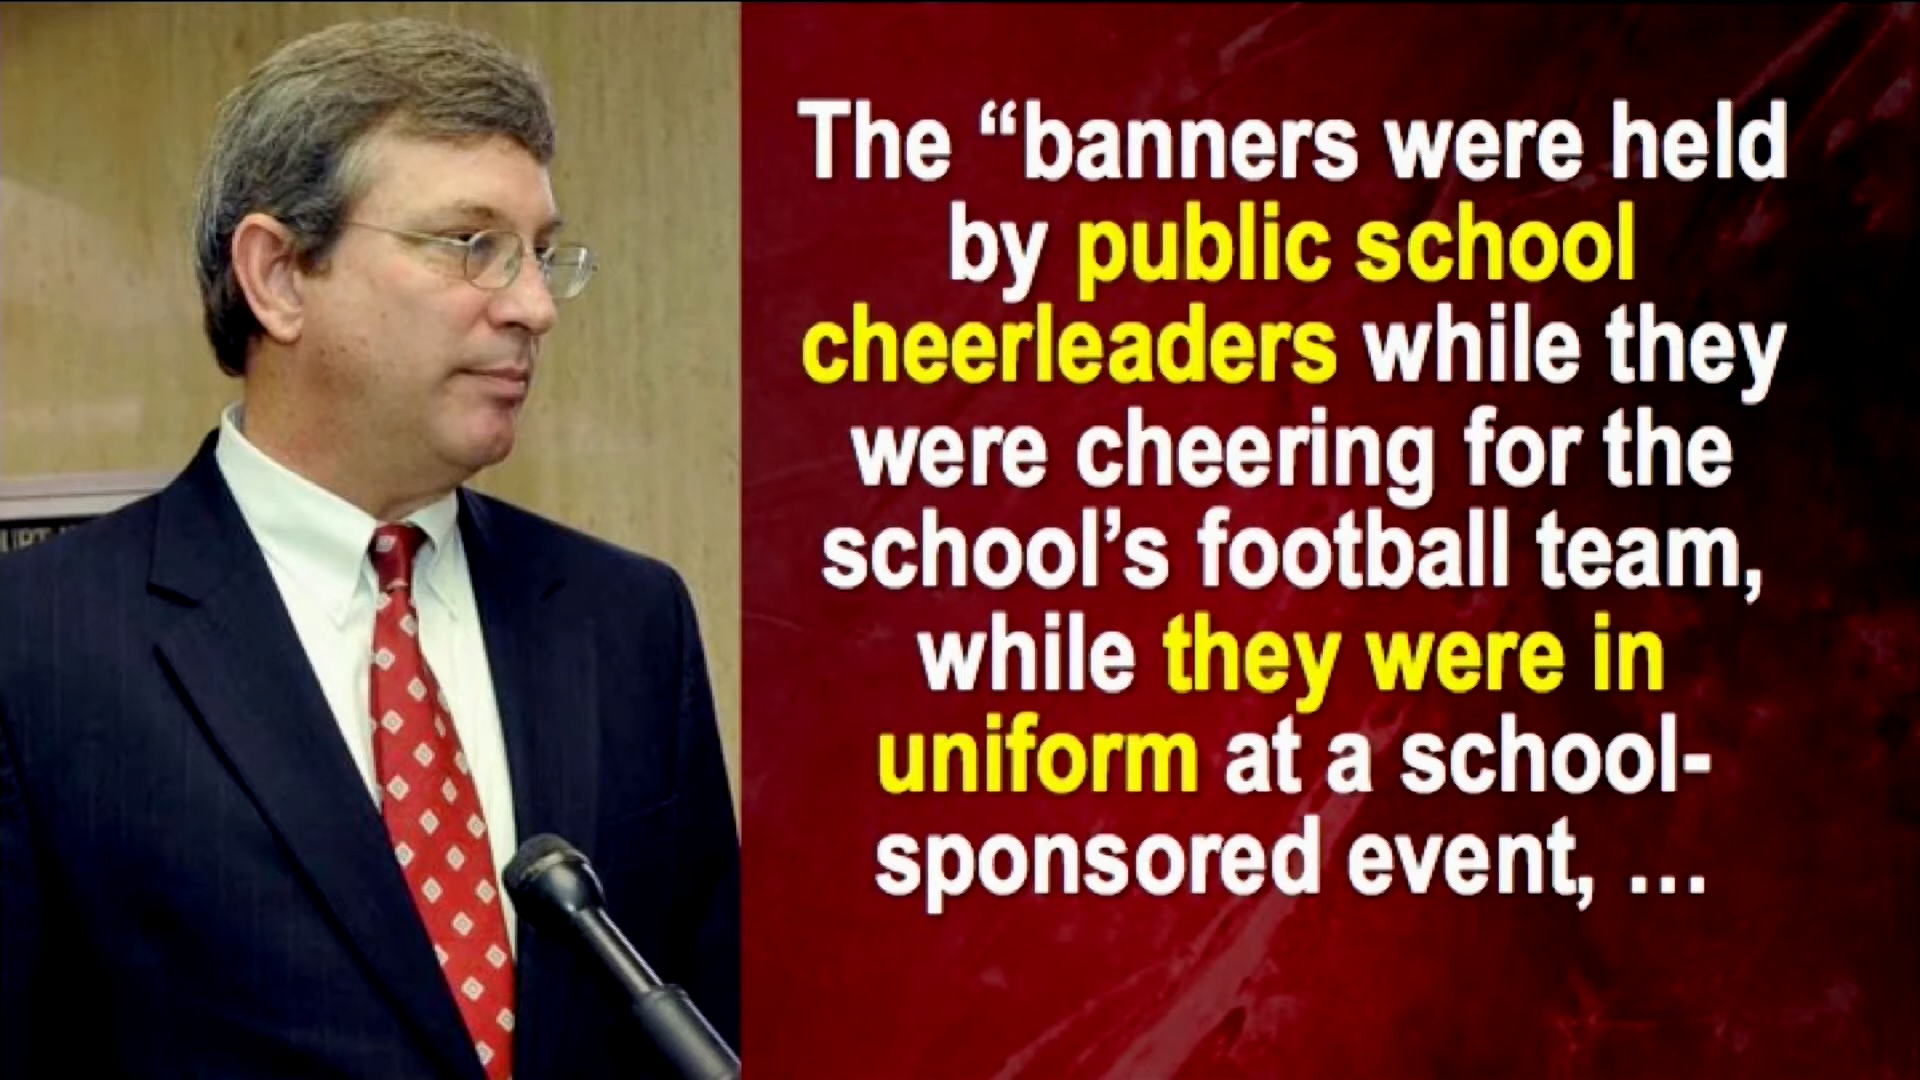 The “banners were held
by public school
cheerleaders while they
were cheering for the
school’s football team,
while they were in
uniform at a school-
sponsored event, …